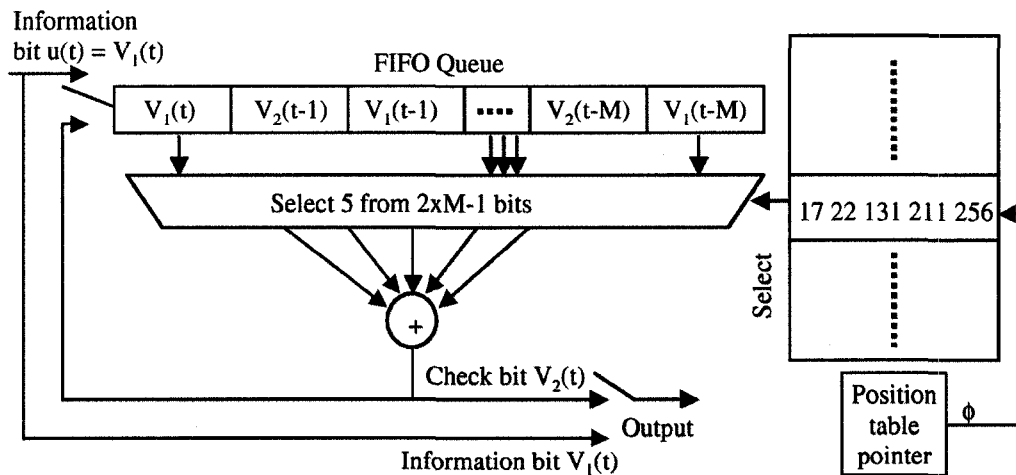 Information
bit u(t) = V₁(t)
FIFO Queue
V₁(t) V₂(t-1) V₁(t-1) ···· V₂(t-M) V₁(t-M)
Select 5 from 2xM-1 bits
17 22 131 211 256
Select
+
Check bit V₂(t)
Output
Information bit V₁(t)
Position
table
pointer
ϕ